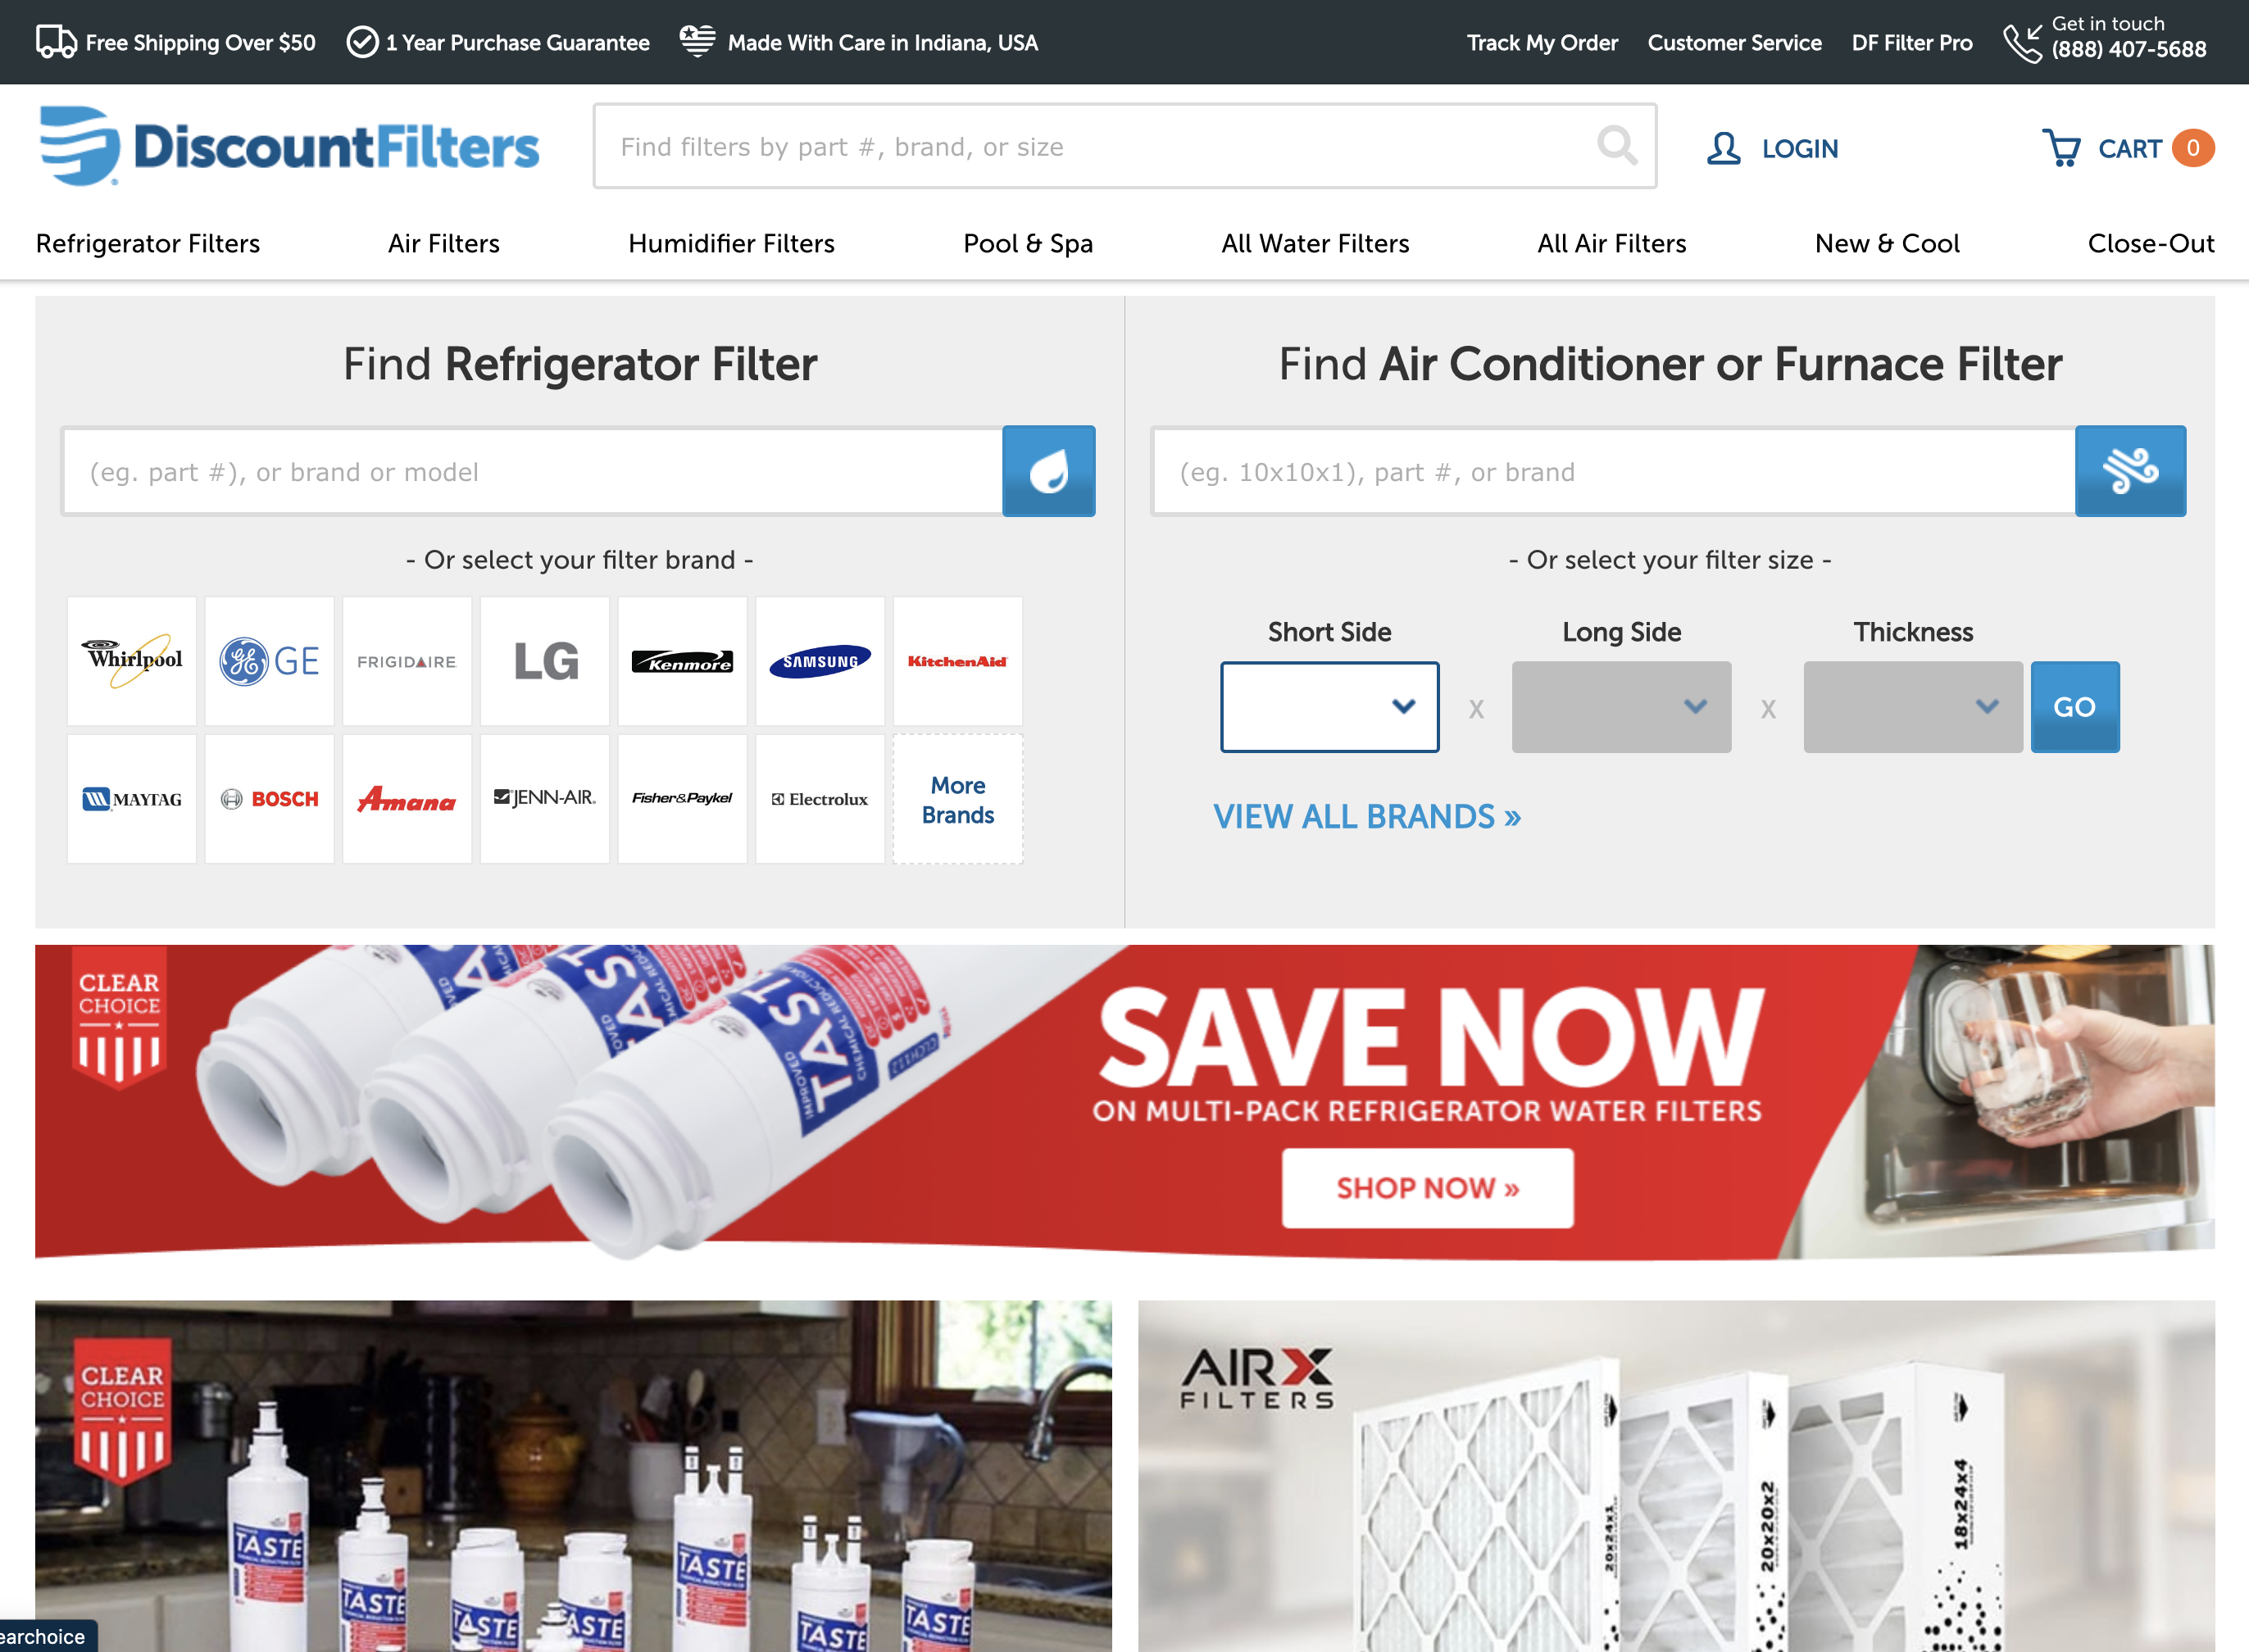 Free Shipping Over $50
1 Year Purchase Guarantee
Made With Care in Indiana, USA
Track My Order
Customer Service
DF Filter Pro
Get in touch
(888) 407-5688
DiscountFilters
Find filters by part #, brand, or size
LOGIN
CART 0
Refrigerator Filters
Air Filters
Humidifier Filters
Pool & Spa
All Water Filters
All Air Filters
New & Cool
Close-Out
Find Refrigerator Filter
(eg. part #), or brand or model
- Or select your filter brand -
Whirlpool
GE GE
FRIGIDAIRE
LG
Kenmore
SAMSUNG
KitchenAid
MAYTAG
BOSCH
Amana
JENN-AIR
Fisher&Paykel
Electrolux
More
Brands
Find Air Conditioner or Furnace Filter
(eg. 10x10x1), part #, or brand
- Or select your filter size -
Short Side
Long Side
Thickness
x
x
GO
VIEW ALL BRANDS »
CLEAR
CHOICE
IMPROVED
TAST
CHEMICAL REDUCTION
CLCH112
SAVE NOW
ON MULTI-PACK REFRIGERATOR WATER FILTERS
SHOP NOW »
CLEAR
CHOICE
TASTE
TASTE
TASTE
TASTE
TASTE
TASTE
TASTE
AIRX
FILTERS
20x24x1
20x20x2
18x24x4
earchoice